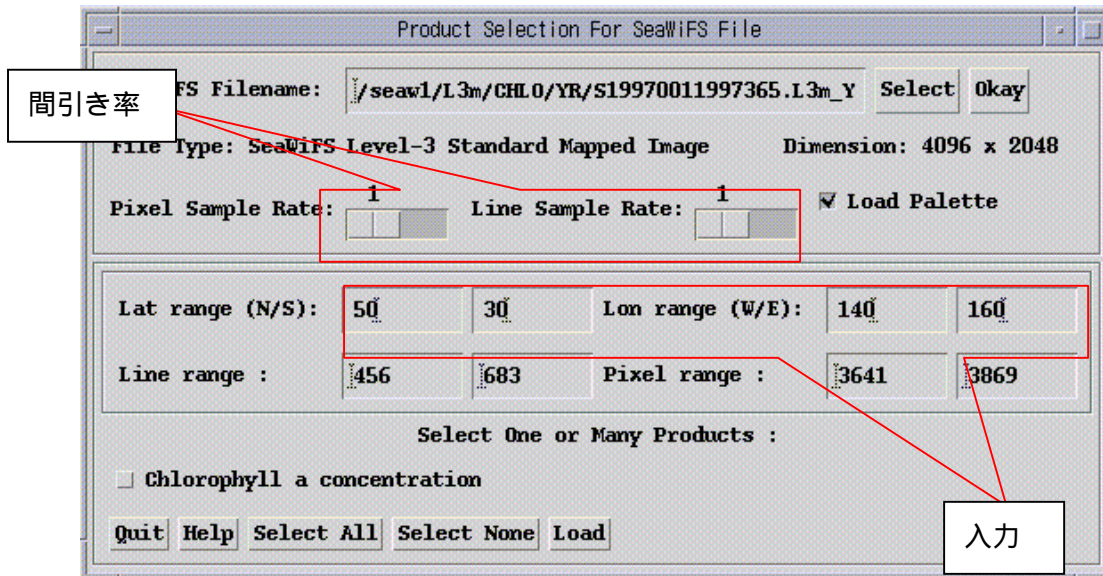 Product Selection For SeaWiFS File
間引き率
FS Filename: /seaw1/L3m/CHLO/YR/S19970011997365.L3m_Y Select Okay
File Type: SeaWiFS Level-3 Standard Mapped Image Dimension: 4096 x 2048
Pixel Sample Rate: 1 Line Sample Rate: 1 Load Palette
Lat range (N/S): 50 30 Lon range (W/E): 140 160
Line range : 456 683 Pixel range : 3641 3869
Select One or Many Products :
Chlorophyll a concentration
Quit Help Select All Select None Load
入力